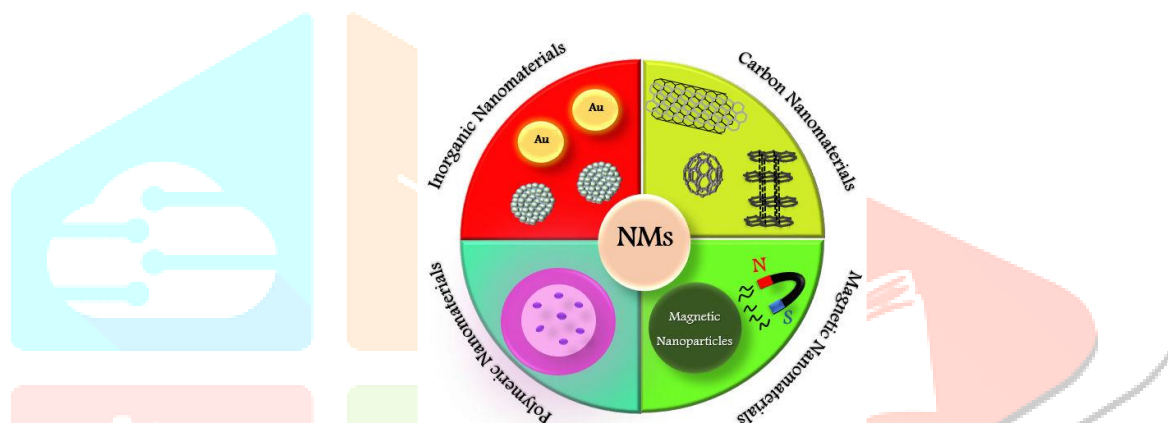 Inorganic Nanomaterials
Carbon Nanomaterials
Au
Au
NMs
N
S
Magnetic
Nanoparticles
Polymeric Nanomaterials
Magnetic Nanomaterials